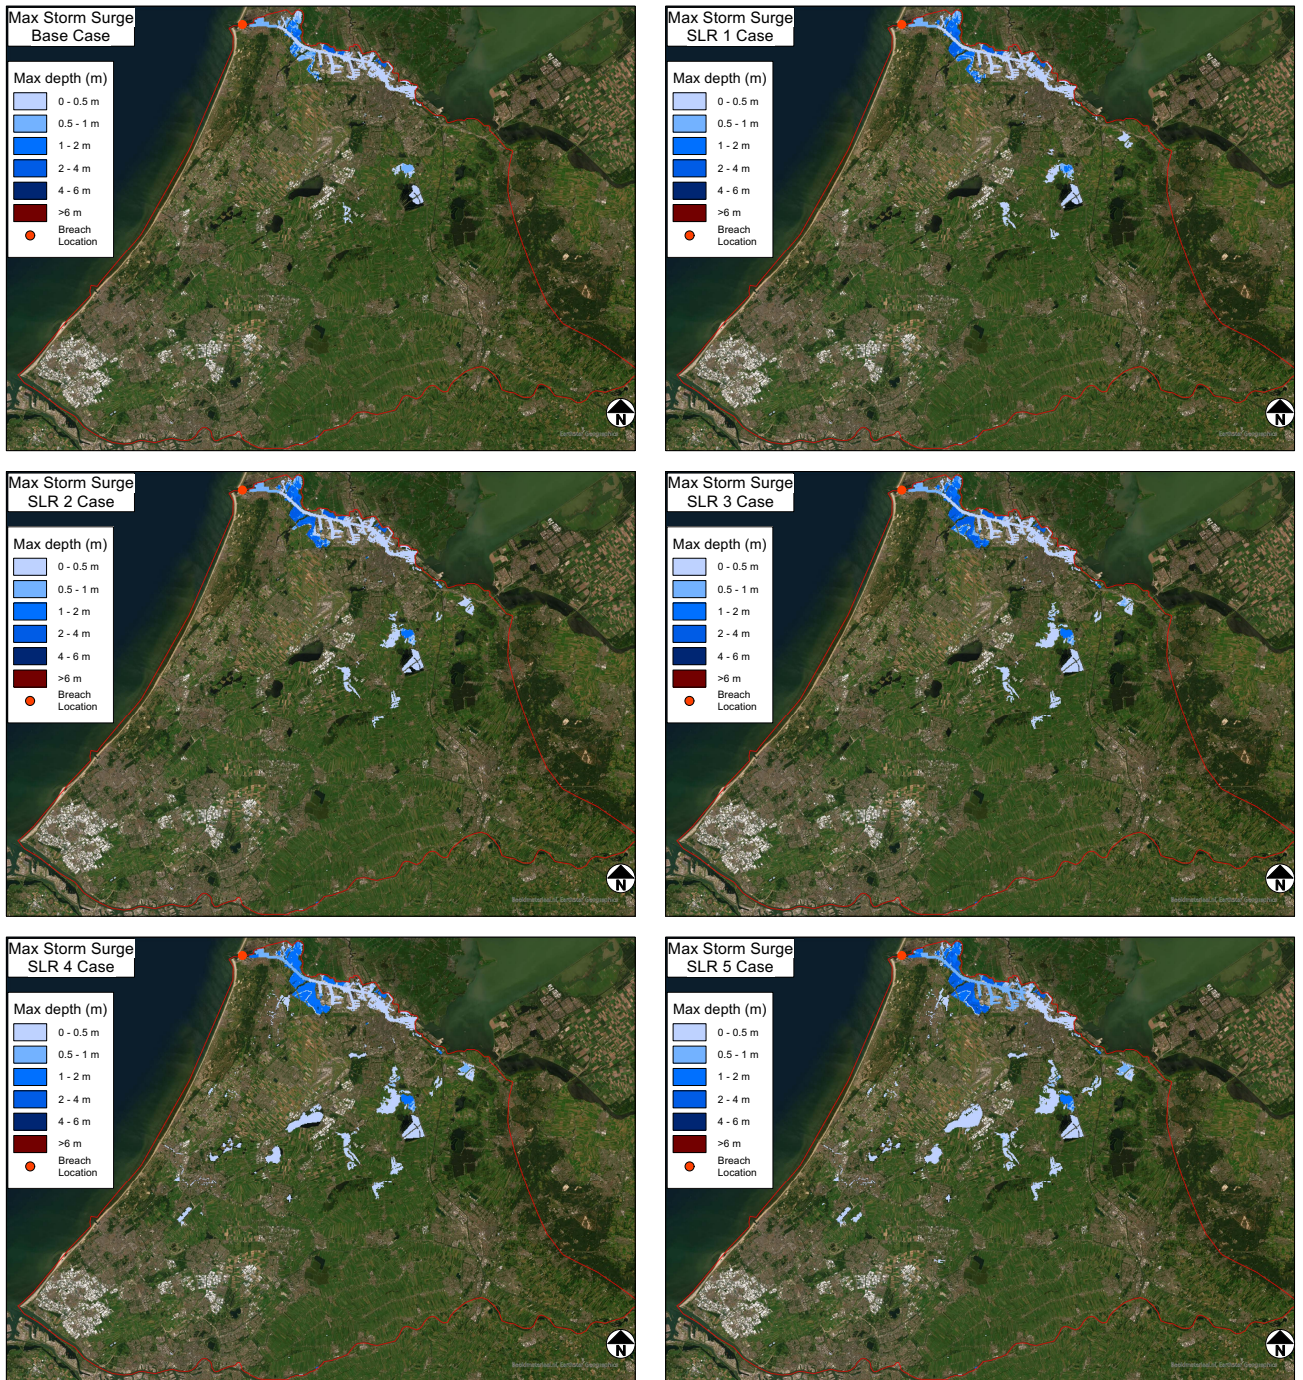 Max Storm Surge
Base Case
Max depth (m)
0 - 0.5 m
0.5 - 1 m
1 - 2 m
2 - 4 m
4 - 6 m
>6 m
Breach
Location
N
Max Storm Surge
SLR 1 Case
Max depth (m)
0 - 0.5 m
0.5 - 1 m
1 - 2 m
2 - 4 m
4 - 6 m
>6 m
Breach
Location
N
Max Storm Surge
SLR 2 Case
Max depth (m)
0 - 0.5 m
0.5 - 1 m
1 - 2 m
2 - 4 m
4 - 6 m
>6 m
Breach
Location
N
Max Storm Surge
SLR 3 Case
Max depth (m)
0 - 0.5 m
0.5 - 1 m
1 - 2 m
2 - 4 m
4 - 6 m
>6 m
Breach
Location
N
Max Storm Surge
SLR 4 Case
Max depth (m)
0 - 0.5 m
0.5 - 1 m
1 - 2 m
2 - 4 m
4 - 6 m
>6 m
Breach
Location
N
Max Storm Surge
SLR 5 Case
Max depth (m)
0 - 0.5 m
0.5 - 1 m
1 - 2 m
2 - 4 m
4 - 6 m
>6 m
Breach
Location
N